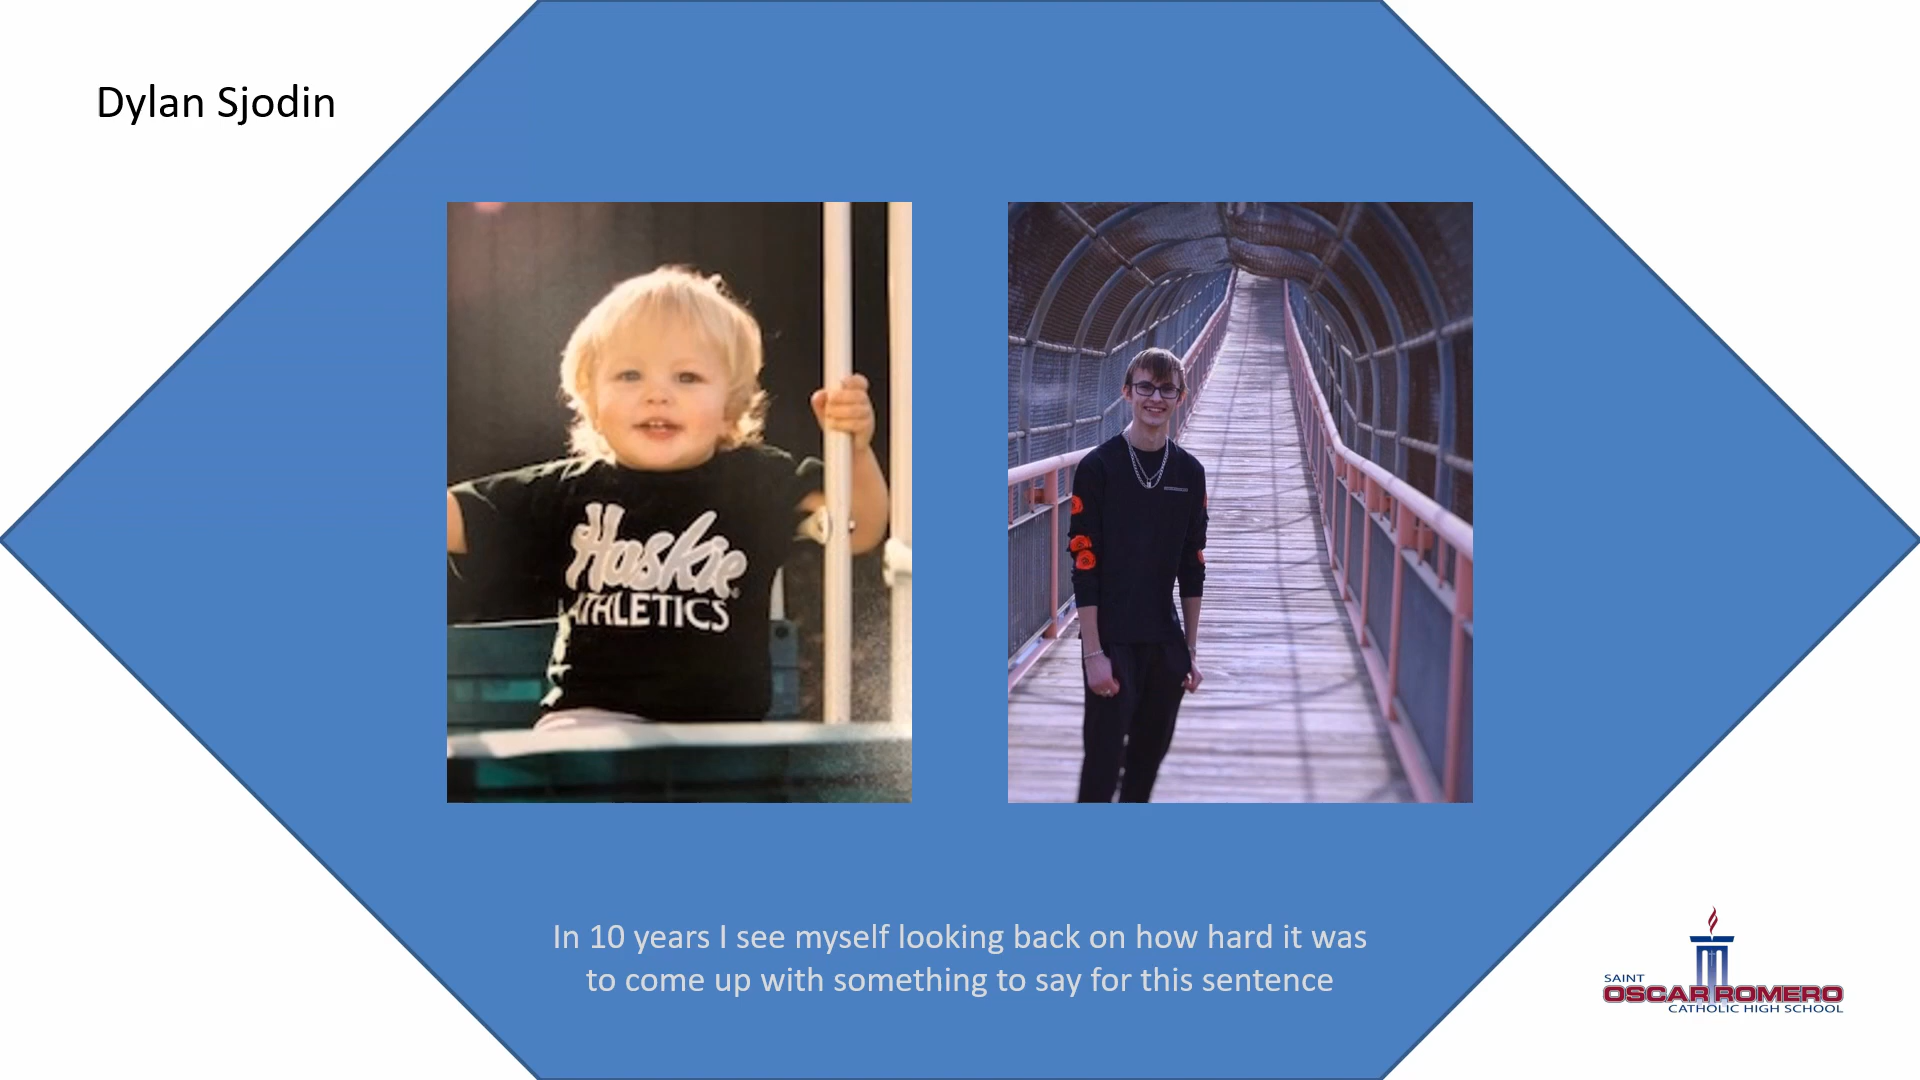 Dylan Sjodin
Huskie
ATHLETICS
In 10 years I see myself looking back on how hard it was
to come up with something to say for this sentence
SAINT
OSCAR ROMERO
CATHOLIC HIGH SCHOOL